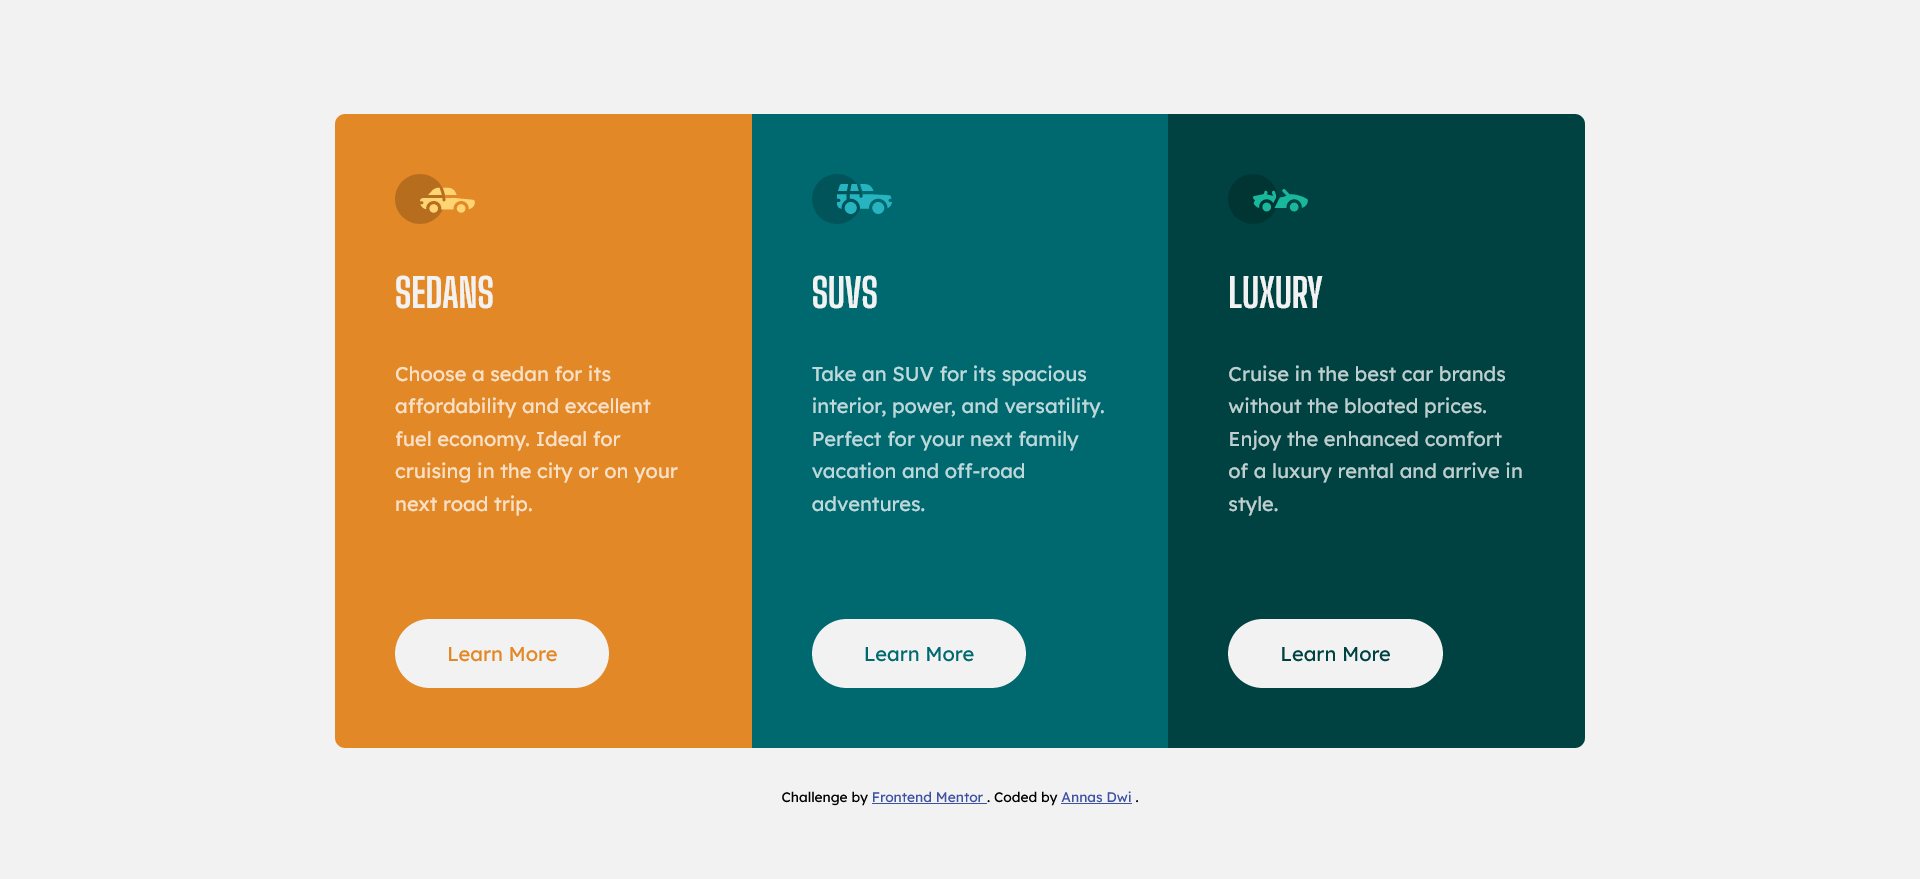 SEDANS
Choose a sedan for its
affordability and excellent
fuel economy. Ideal for
cruising in the city or on your
next road trip.
Learn More
SUVS
Take an SUV for its spacious
interior, power, and versatility.
Perfect for your next family
vacation and off-road
adventures.
Learn More
LUXURY
Cruise in the best car brands
without the bloated prices.
Enjoy the enhanced comfort
of a luxury rental and arrive in
style.
Learn More
Challenge by Frontend Mentor . Coded by Annas Dwi .